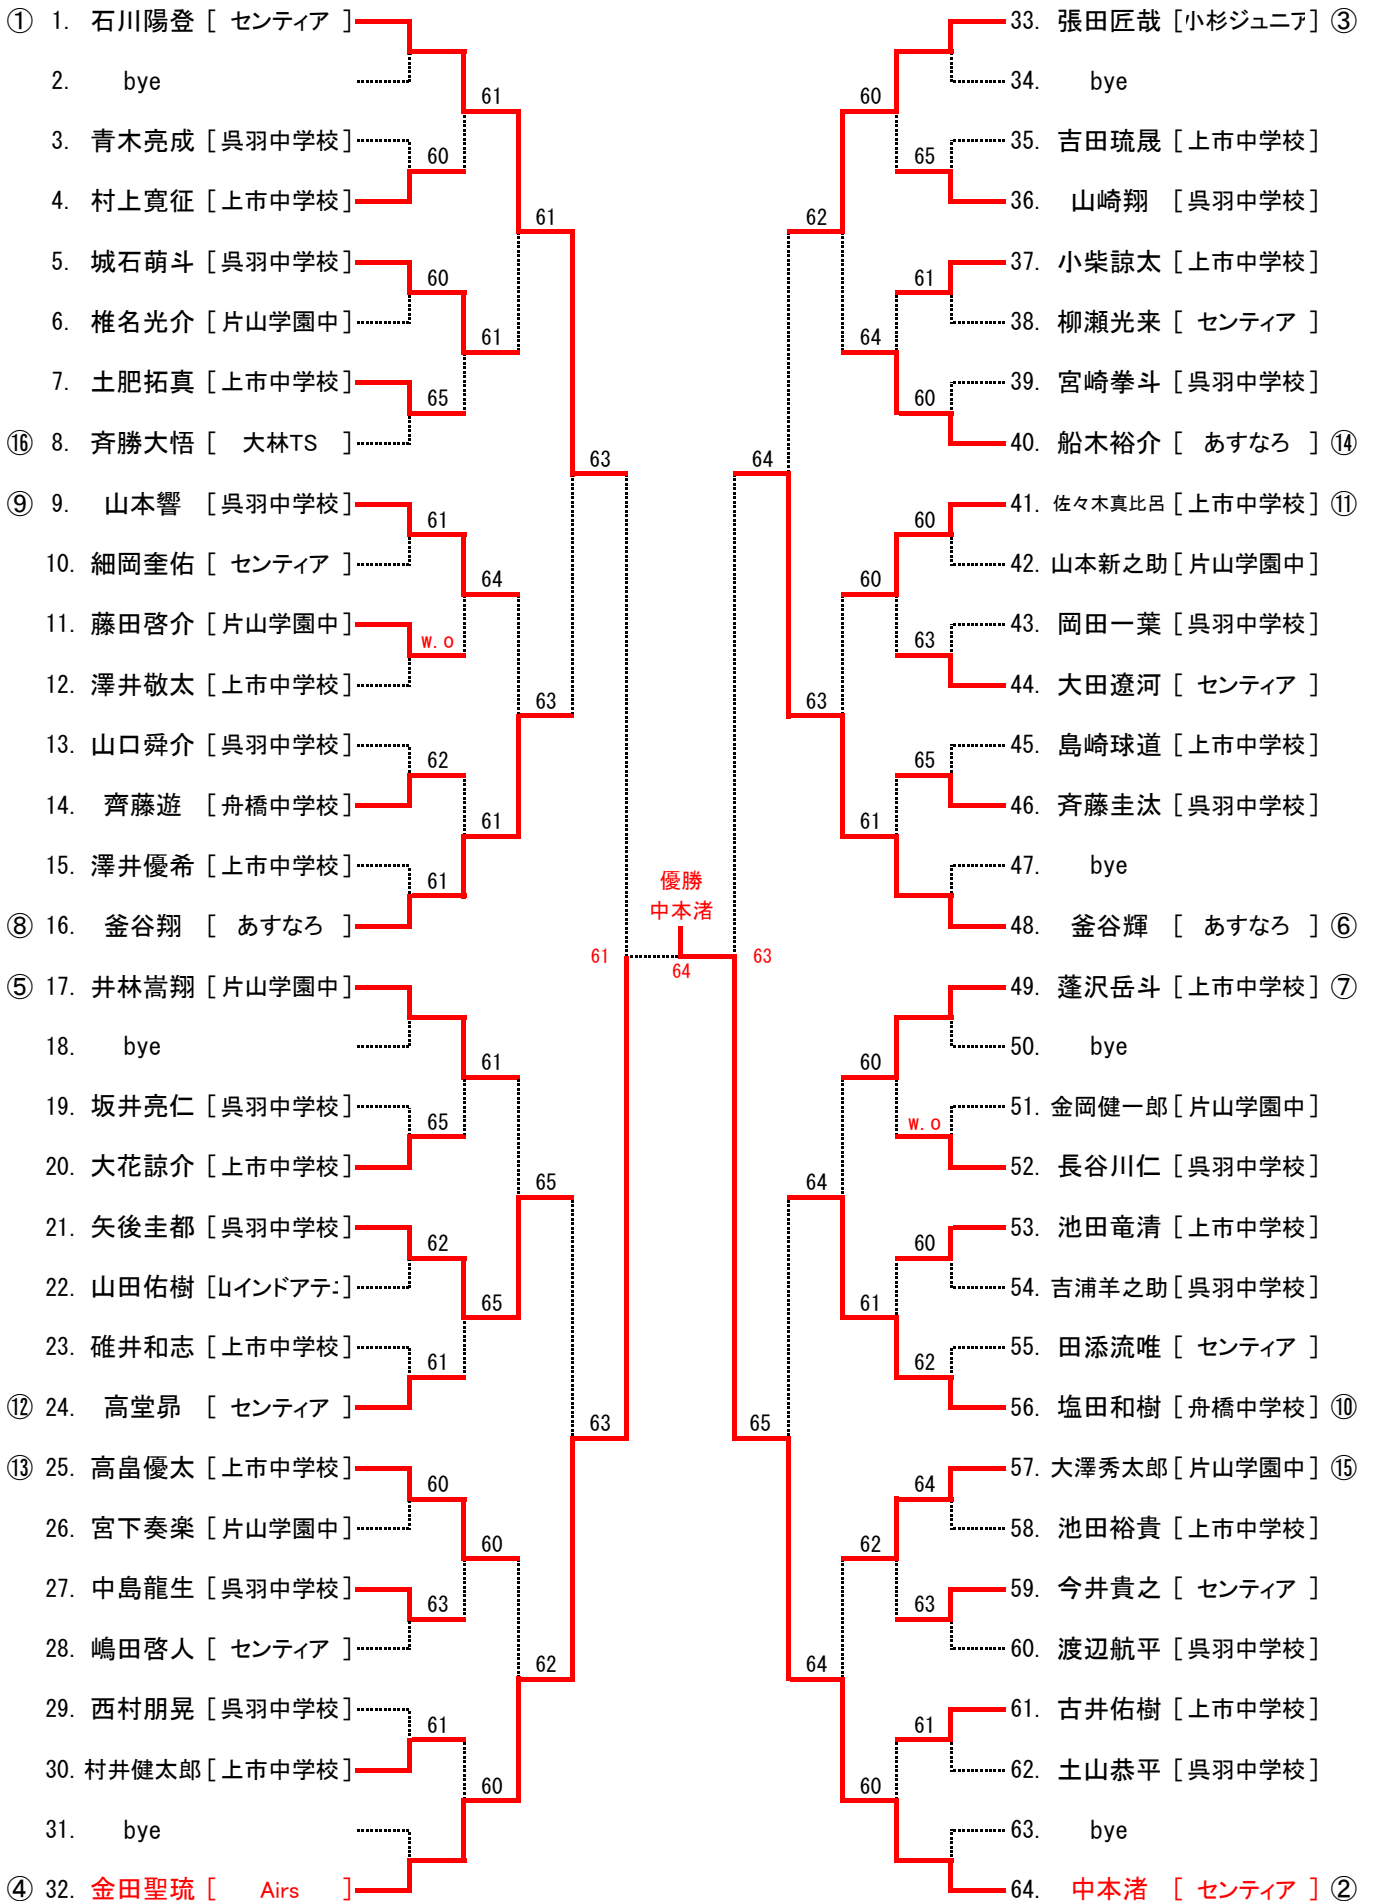 ① 1. 石川陽登 [ センティア ]
2. bye
61
3. 青木亮成 [ 呉羽中学校 ]
60
4. 村上寛征 [ 上市中学校 ]
61
5. 城石萌斗 [ 呉羽中学校 ]
60
6. 椎名光介 [ 片山学園中 ]
61
7. 土肥拓真 [ 上市中学校 ]
65
⑯ 8. 斉勝大悟 [ 大林TS ]
63
⑨ 9. 山本響 [ 呉羽中学校 ]
61
10. 細岡奎佑 [ センティア ]
64
11. 藤田啓介 [ 片山学園中 ]
w.o
12. 澤井敬太 [ 上市中学校 ]
63
13. 山口舜介 [ 呉羽中学校 ]
62
14. 齊藤遊 [ 舟橋中学校 ]
61
15. 澤井優希 [ 上市中学校 ]
61
⑧ 16. 釜谷翔 [ あすなろ ]
61
⑤ 17. 井林嵩翔 [ 片山学園中 ]
18. bye
61
19. 坂井亮仁 [ 呉羽中学校 ]
65
20. 大花諒介 [ 上市中学校 ]
65
21. 矢後圭都 [ 呉羽中学校 ]
62
22. 山田佑樹 [山インドアテニ]
65
23. 碓井和志 [ 上市中学校 ]
61
⑫ 24. 高堂昴 [ センティア ]
63
⑬ 25. 高畠優太 [ 上市中学校 ]
60
26. 宮下奏楽 [ 片山学園中 ]
60
27. 中島龍生 [ 呉羽中学校 ]
63
28. 嶋田啓人 [ センティア ]
62
29. 西村朋晃 [ 呉羽中学校 ]
61
30. 村井健太郎 [ 上市中学校 ]
60
31. bye
④ 32. 金田聖琉 [ Airs ]
優勝
中本渚
64
33. 張田匠哉 [小杉ジュニア] ③
34. bye
60
35. 吉田琉晟 [ 上市中学校 ]
65
36. 山崎翔 [ 呉羽中学校 ]
62
37. 小柴諒太 [ 上市中学校 ]
61
38. 柳瀬光来 [ センティア ]
64
39. 宮崎拳斗 [ 呉羽中学校 ]
60
40. 船木裕介 [ あすなろ ] ⑭
64
41. 佐々木真比呂 [ 上市中学校 ] ⑪
60
42. 山本新之助 [ 片山学園中 ]
60
43. 岡田一葉 [ 呉羽中学校 ]
63
44. 大田遼河 [ センティア ]
63
45. 島崎球道 [ 上市中学校 ]
65
46. 斉藤圭汰 [ 呉羽中学校 ]
61
47. bye
48. 釜谷輝 [ あすなろ ] ⑥
63
49. 蓬沢岳斗 [ 上市中学校 ] ⑦
50. bye
60
51. 金岡健一郎 [ 片山学園中 ]
w.o
52. 長谷川仁 [ 呉羽中学校 ]
64
53. 池田竜清 [ 上市中学校 ]
60
54. 吉浦羊之助 [ 呉羽中学校 ]
61
55. 田添流唯 [ センティア ]
62
56. 塩田和樹 [ 舟橋中学校 ] ⑩
65
57. 大澤秀太郎 [ 片山学園中 ] ⑮
64
58. 池田裕貴 [ 上市中学校 ]
62
59. 今井貴之 [ センティア ]
63
60. 渡辺航平 [ 呉羽中学校 ]
64
61. 古井佑樹 [ 上市中学校 ]
61
62. 土山恭平 [ 呉羽中学校 ]
60
63. bye
64. 中本渚 [ センティア ] ②